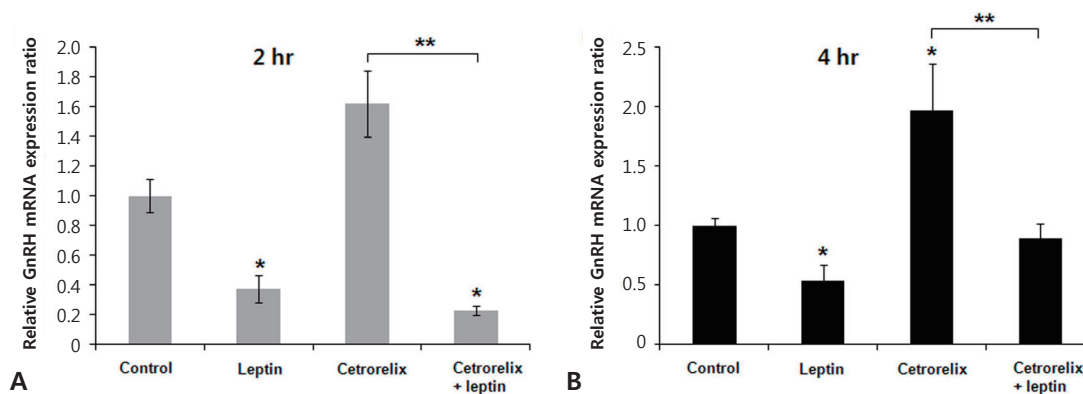 Relative GnRH mRNA expression ratio
2.0
1.8
1.6
1.4
1.2
1.0
0.8
0.6
0.4
0.2
0
2 hr
**
*
*
Control
Leptin
Cetrorelix
Cetrorelix
+ leptin
A
Relative GnRH mRNA expression ratio
2.5
2.0
1.5
1.0
0.5
0
4 hr
**
*
*
Control
Leptin
Cetrorelix
Cetrorelix
+ leptin
B